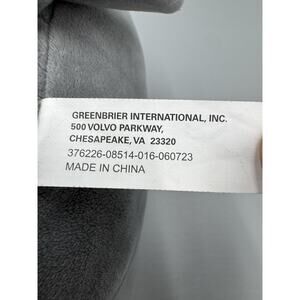 GREENBRIER INTERNATIONAL, INC.
500 VOLVO PARKWAY,
CHESAPEAKE, VA 23320
376226-08514-016-060723
MADE IN CHINA